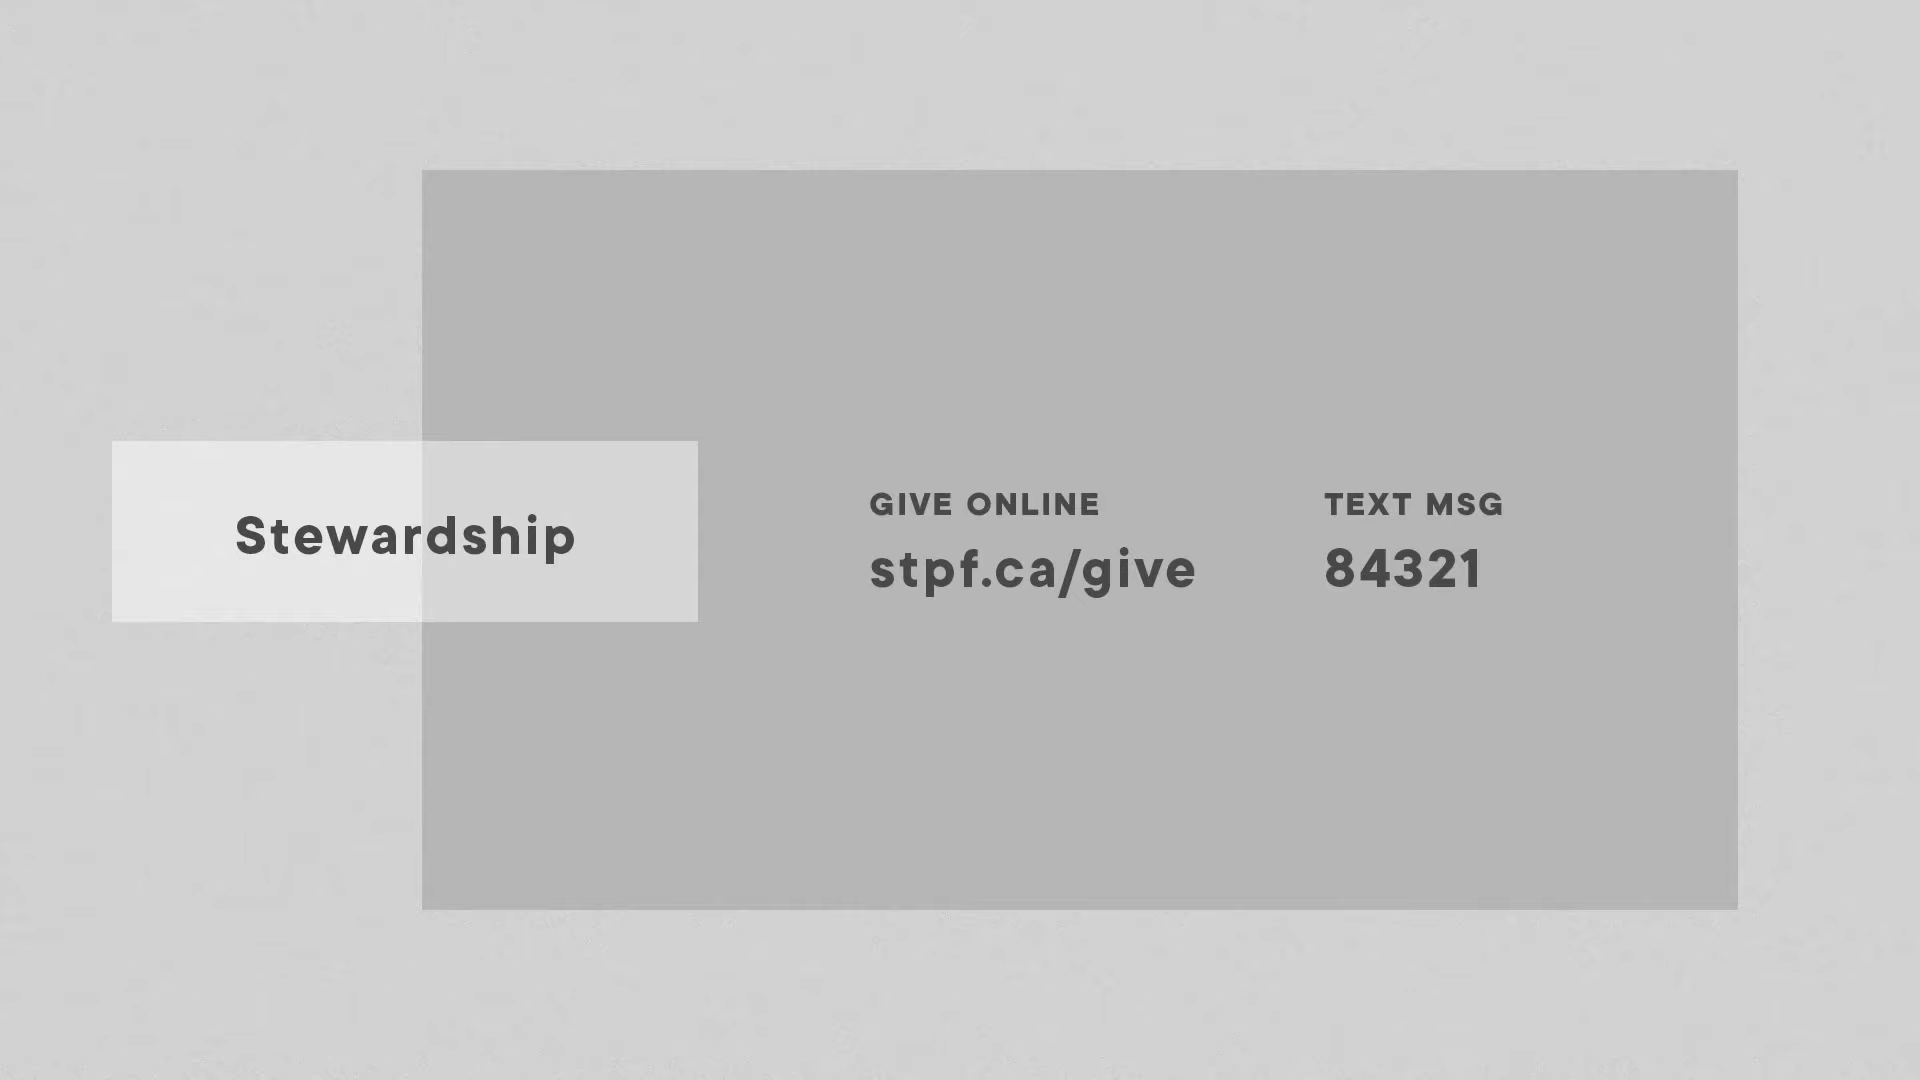 Stewardship
GIVE ONLINE
stpf.ca/give
TEXT MSG
84321